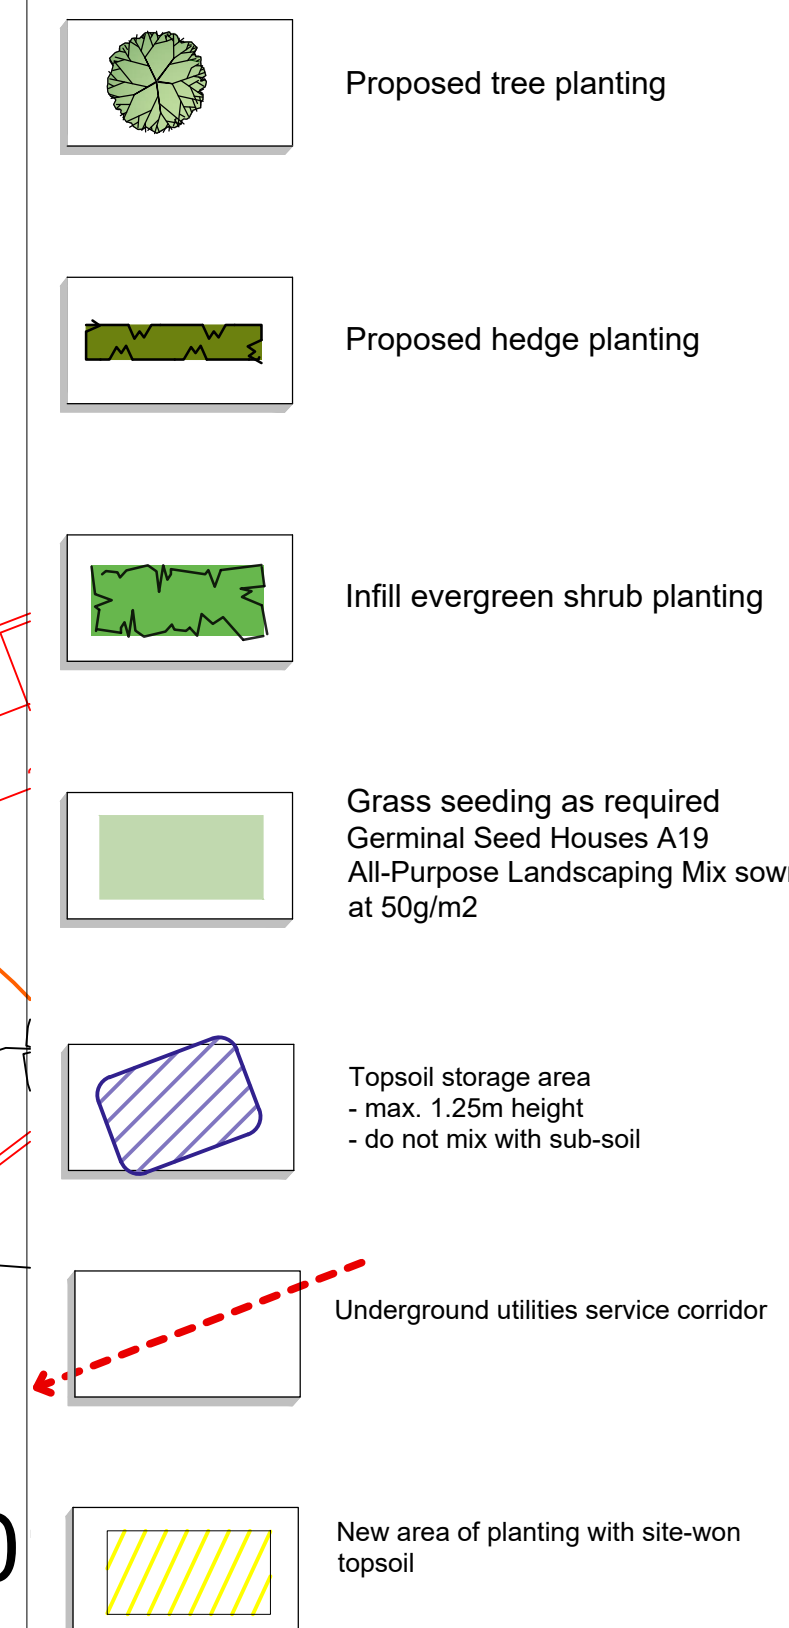 Proposed tree planting
Proposed hedge planting
Infill evergreen shrub planting
Grass seeding as required
Germinal Seed Houses A19
All-Purpose Landscaping Mix sown
at 50g/m2
Topsoil storage area
- max. 1.25m height
- do not mix with sub-soil
Underground utilities service corridor
0
New area of planting with site-won
topsoil